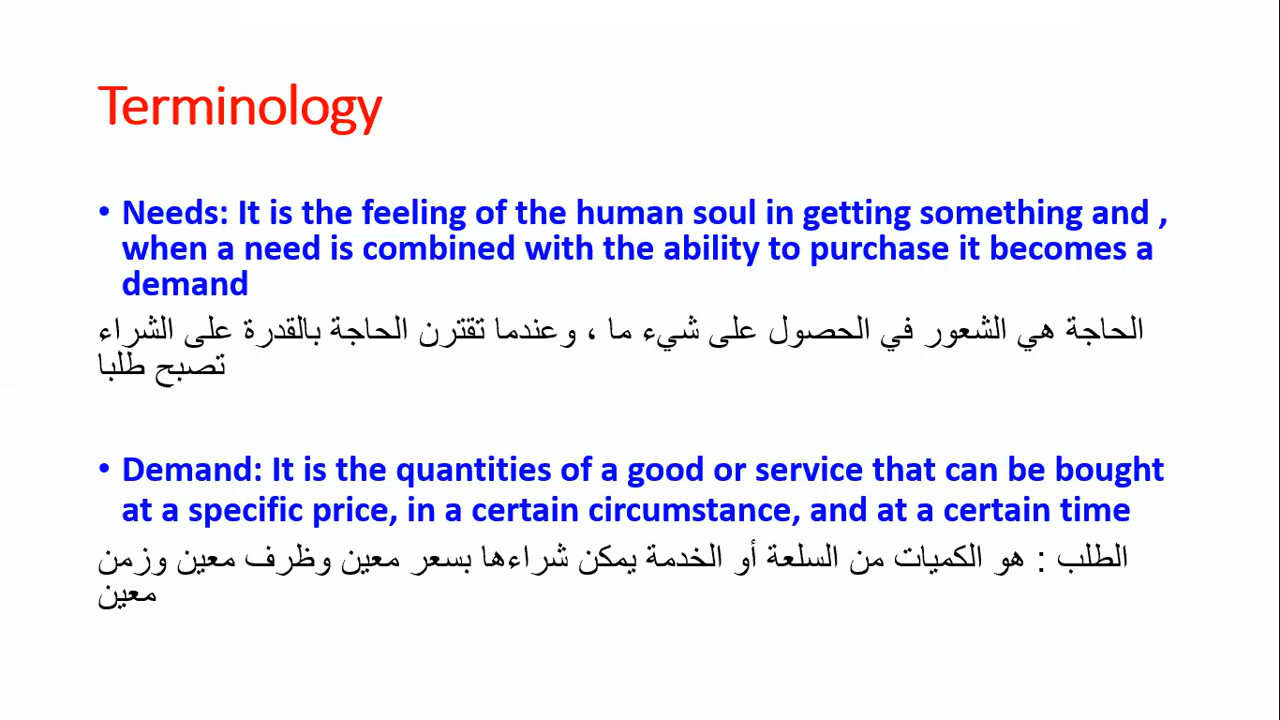 Terminology
• Needs: It is the feeling of the human soul in getting something and ,
when a need is combined with the ability to purchase it becomes a
demand
الحاجة هي الشعور في الحصول على شيء ما ، وعندما تقترن الحاجة بالقدرة على الشراء
تصبح طلبا
• Demand: It is the quantities of a good or service that can be bought
at a specific price, in a certain circumstance, and at a certain time
الطلب : هو الكميات من السلعة أو الخدمة يمكن شراءها بسعر معين وظرف معين وزمن
معين